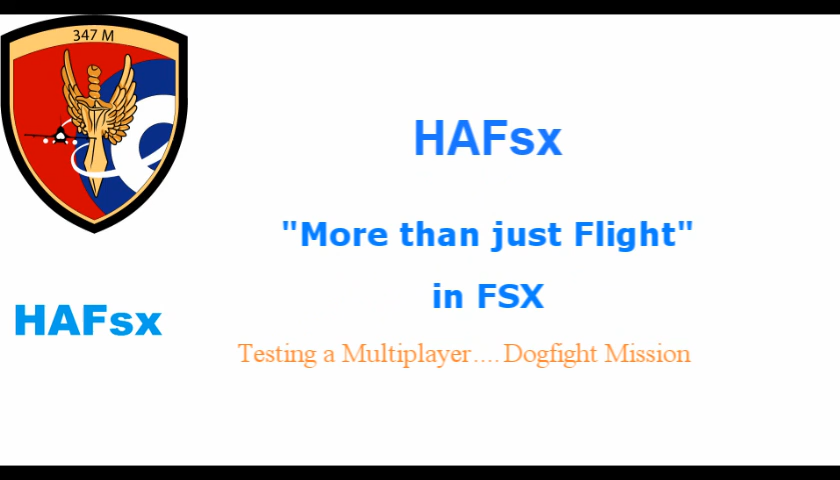 347 M
HAFsx
"More than just Flight"
in FSX
HAFsx
Testing a Multiplayer....Dogfight Mission